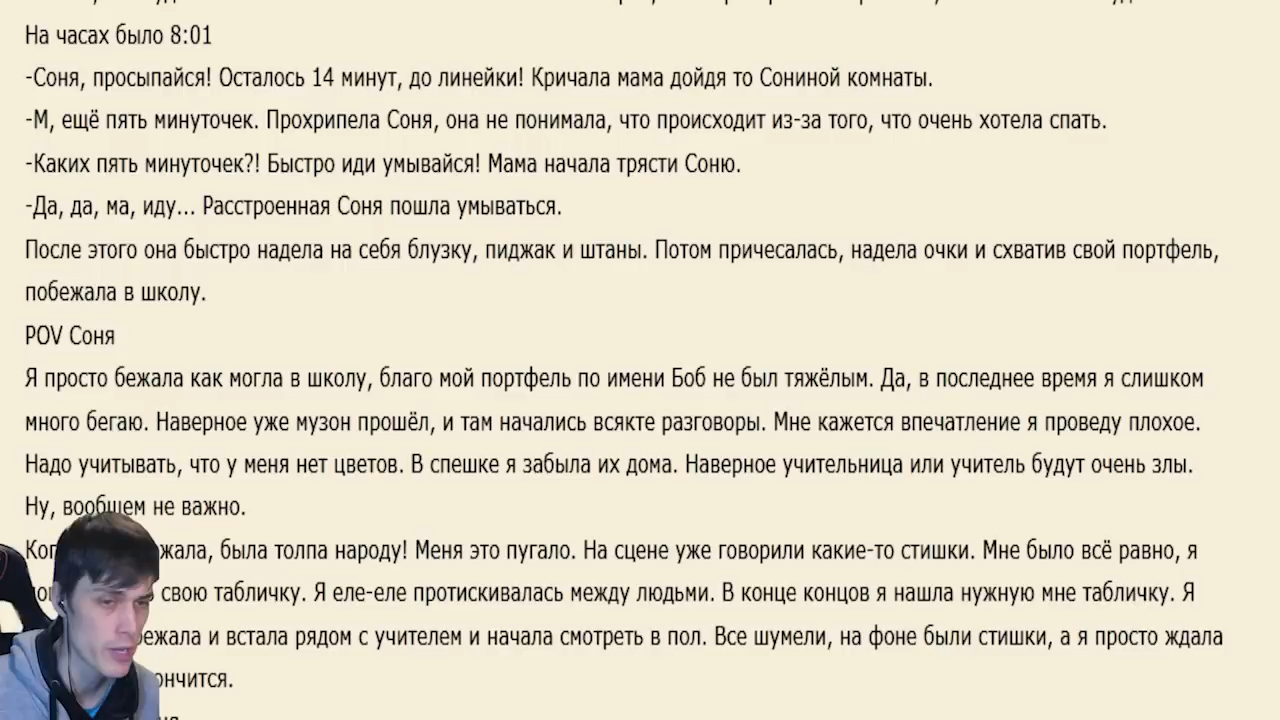 На часах было 8:01
-Соня, просыпайся! Осталось 14 минут, до линейки! Кричала мама дойдя то Сониной комнаты.
-М, ещё пять минуточек. Прохрипела Соня, она не понимала, что происходит из-за того, что очень хотела спать.
-Каких пять минуточек?! Быстро иди умывайся! Мама начала трясти Соню.
-Да, да, ма, иду... Расстроенная Соня пошла умываться.
После этого она быстро надела на себя блузку, пиджак и штаны. Потом причесалась, надела очки и схватив свой портфель,
побежала в школу.
POV Соня
Я просто бежала как могла в школу, благо мой портфель по имени Боб не был тяжёлым. Да, в последнее время я слишком
много бегаю. Наверное уже музон прошёл, и там начались всякте разговоры. Мне кажется впечатление я проведу плохое.
Надо учитывать, что у меня нет цветов. В спешке я забыла их дома. Наверное учительница или учитель будут очень злы.
Ну, вообщем не важно.
была толпа народу! Меня это пугало. На сцене уже говорили какие-то стишки. Мне было всё равно, я
свою табличку. Я еле-еле протискивалась между людьми. В конце концов я нашла нужную мне табличку. Я
и встала рядом с учителем и начала смотреть в пол. Все шумели, на фоне были стишки, а я просто ждала